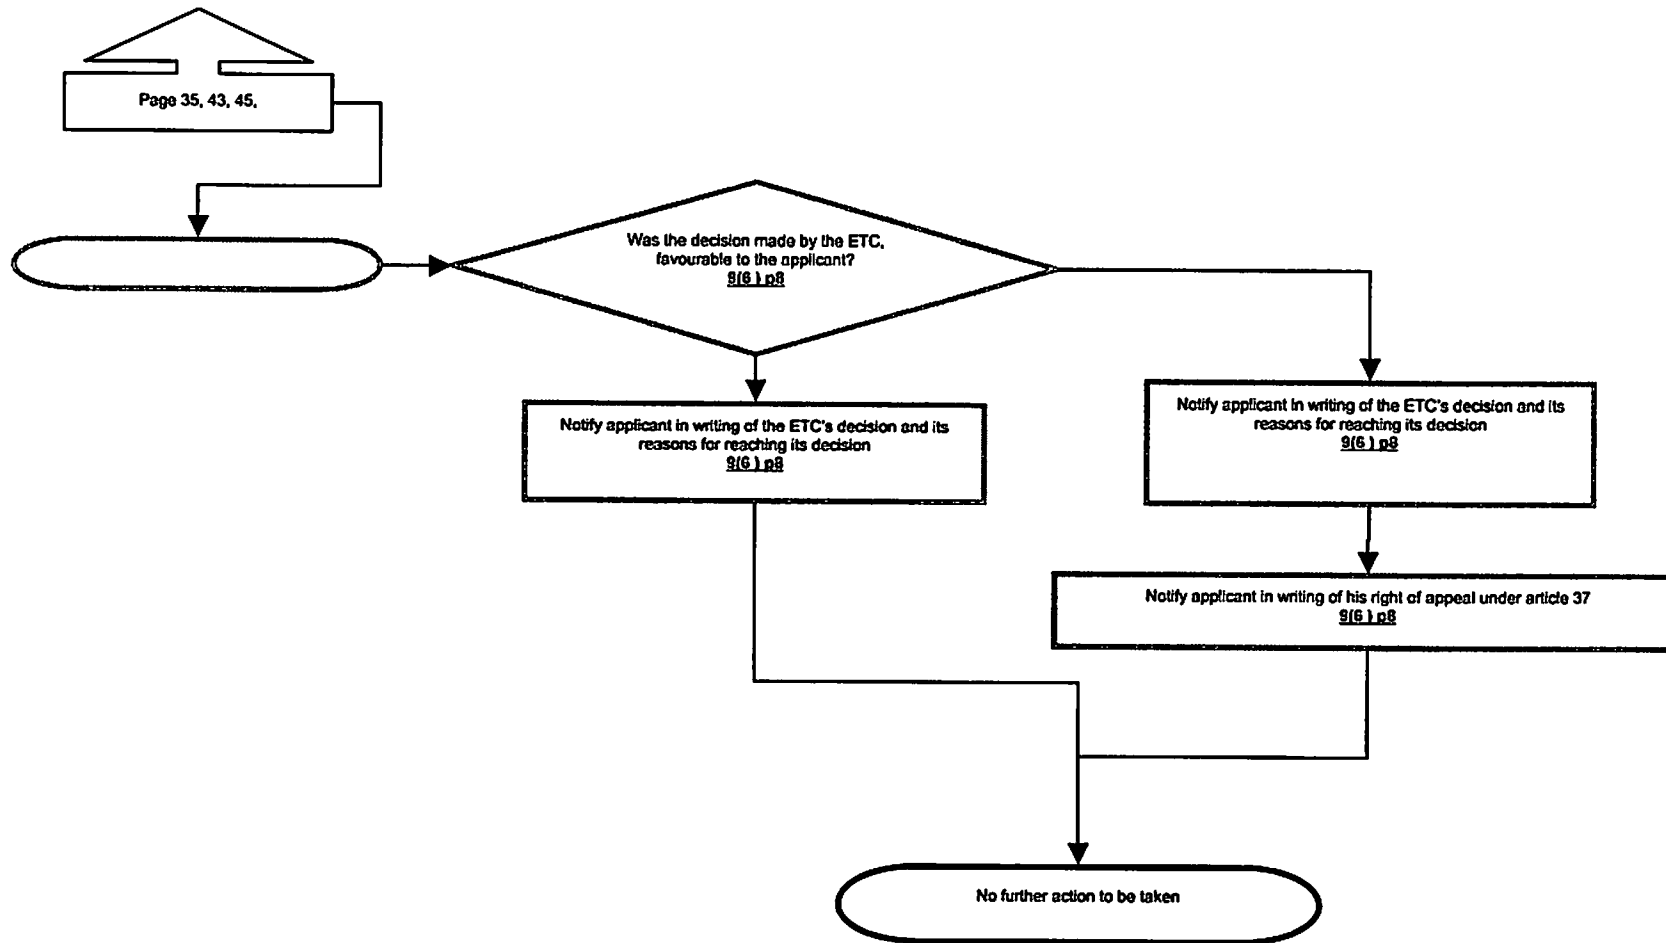 Page 35, 43, 45,
Was the decision made by the ETC,
favourable to the applicant?
9(6 ) p8
Notify applicant in writing of the ETC's decision and its
reasons for reaching its decision
9(6 ) p8
Notify applicant in writing of the ETC's decision and its
reasons for reaching its decision
9(6 ) p8
Notify applicant in writing of his right of appeal under article 37
9(6 ) p8
No further action to be taken